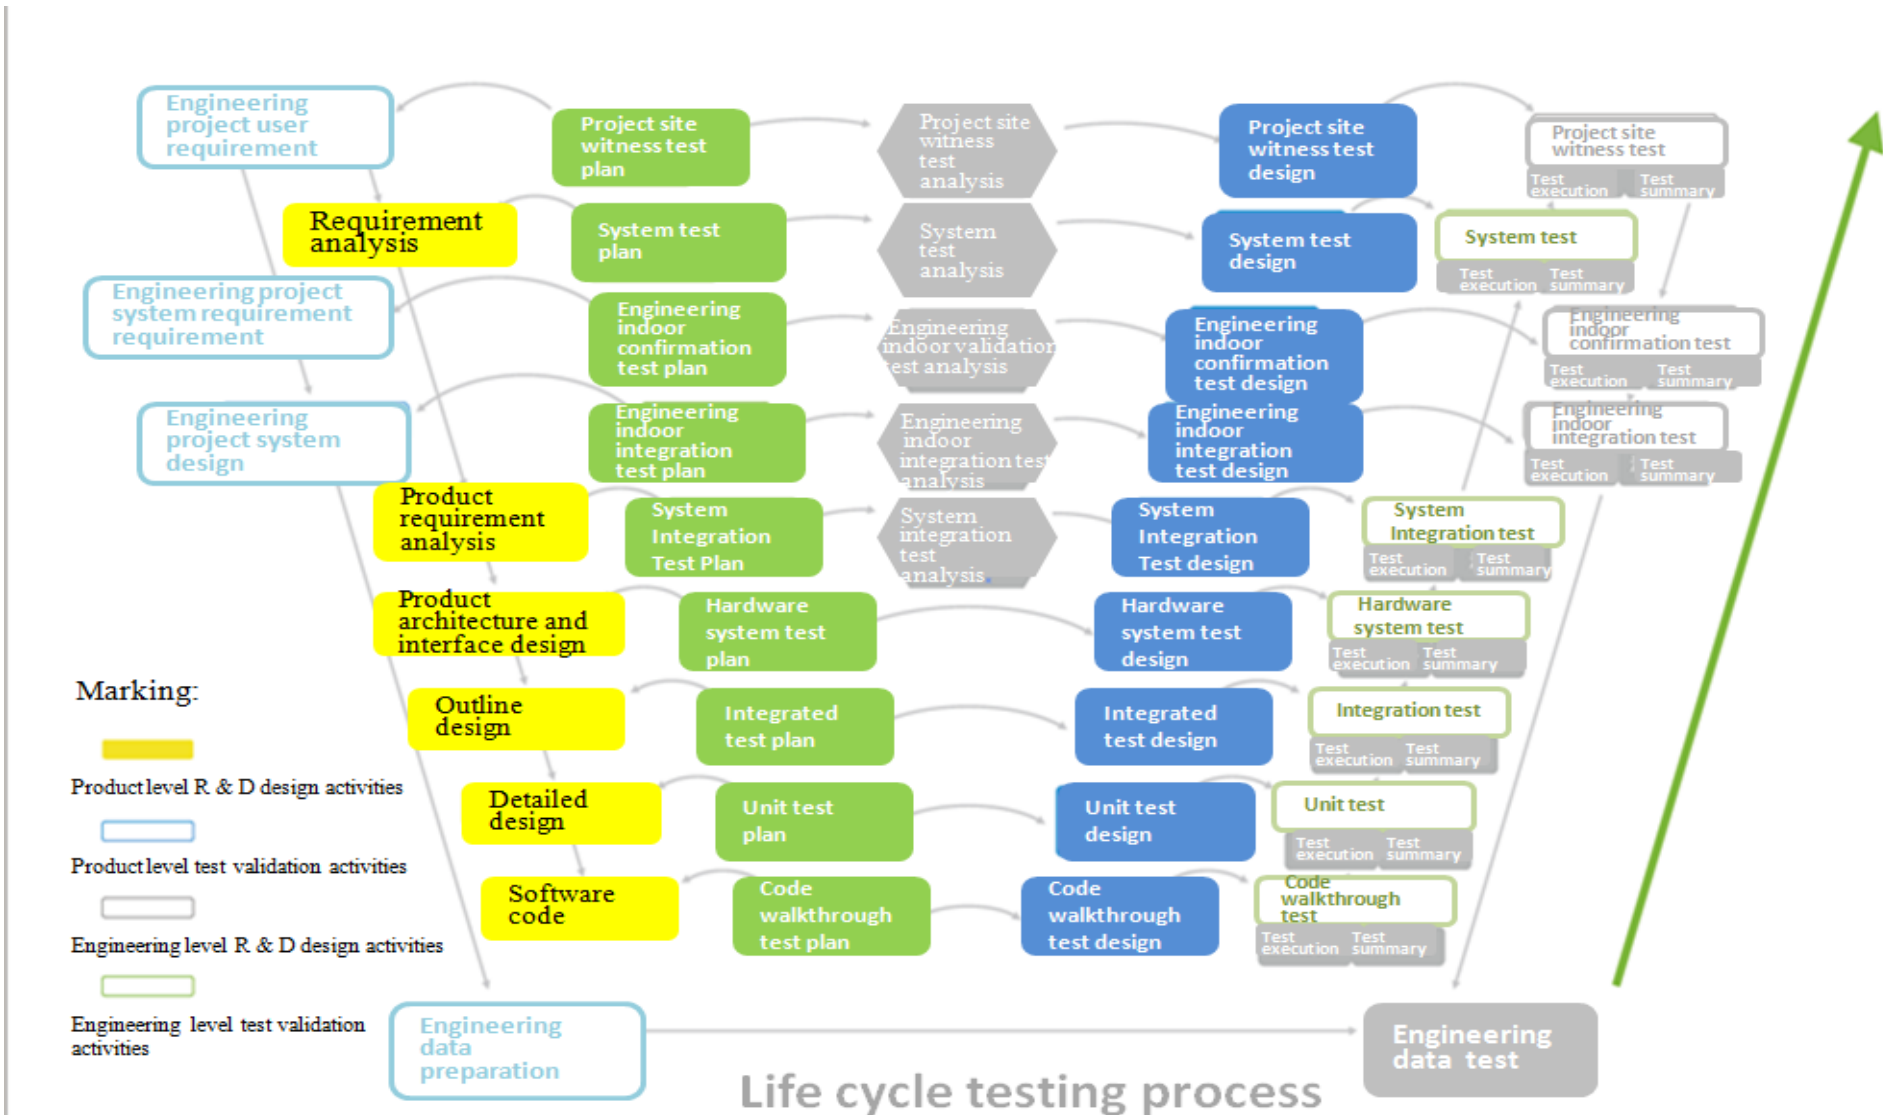 Engineering
project user
requirement
Project site
witness test
plan
Project site
witness
test
analysis
Project site
witness test
design
Project site
witness test
Test
execution
Test
summary
Requirement
analysis
System test
plan
System
test
analysis
System test
design
System test
Test
execution
Test
summary
Engineering project
system requirement
requirement
Engineering
indoor
confirmation
test plan
Engineering
indoor validation
test analysis
Engineering
indoor
confirmation
test design
Engineering
indoor
confirmation test
Test
execution
Test
summary
Engineering
project system
design
Engineering
indoor
integration
test plan
Engineering
indoor
integration test
analysis
Engineering
indoor
integration
test design
Engineering
indoor
integration test
Test
execution
Test
summary
Product
requirement
analysis
System
Integration
Test Plan
System
integration
test
analysis.
System
Integration
Test design
System
Integration test
Test
execution
Test
summary
Product
architecture and
interface design
Hardware
system test
plan
Hardware
system test
design
Hardware
system test
Test
execution
Test
summary
Outline
design
Integrated
test plan
Integrated
test design
Integration test
Test
execution
Test
summary
Detailed
design
Unit test
plan
Unit test
design
Unit test
Test
execution
Test
summary
Software
code
Code
walkthrough
test plan
Code
walkthrough
test design
Code
walkthrough
test
Test
execution
Test
summary
Marking:
Product level R & D design activities
Product level test validation activities
Engineering level R & D design activities
Engineering level test validation
activities
Engineering
data
preparation
Engineering
data test
Life cycle testing process